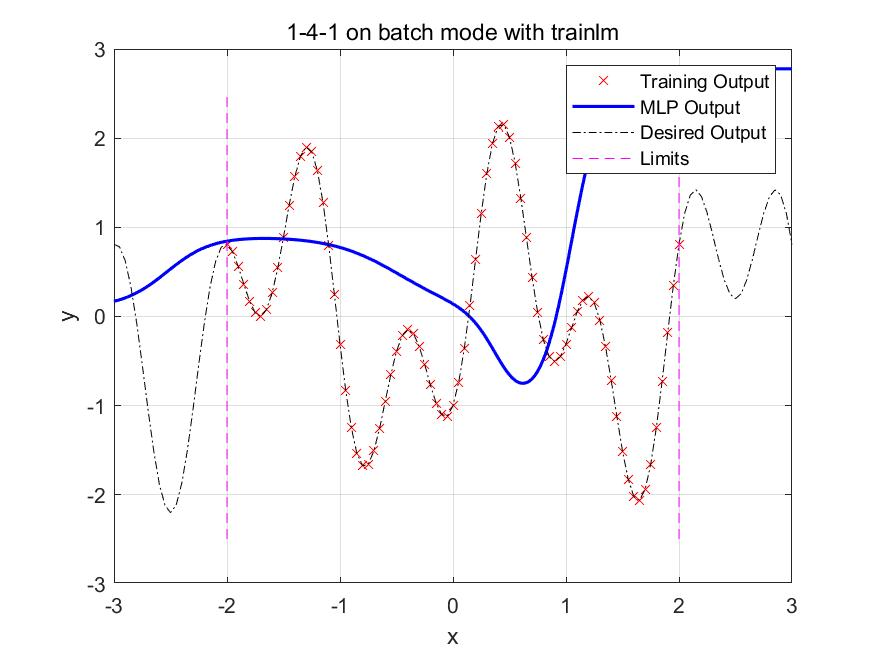 1-4-1 on batch mode with trainlm
3
2
1
0
-1
-2
-3
y
Training Output
MLP Output
Desired Output
Limits
-3 -2 -1 0 1 2 3
x